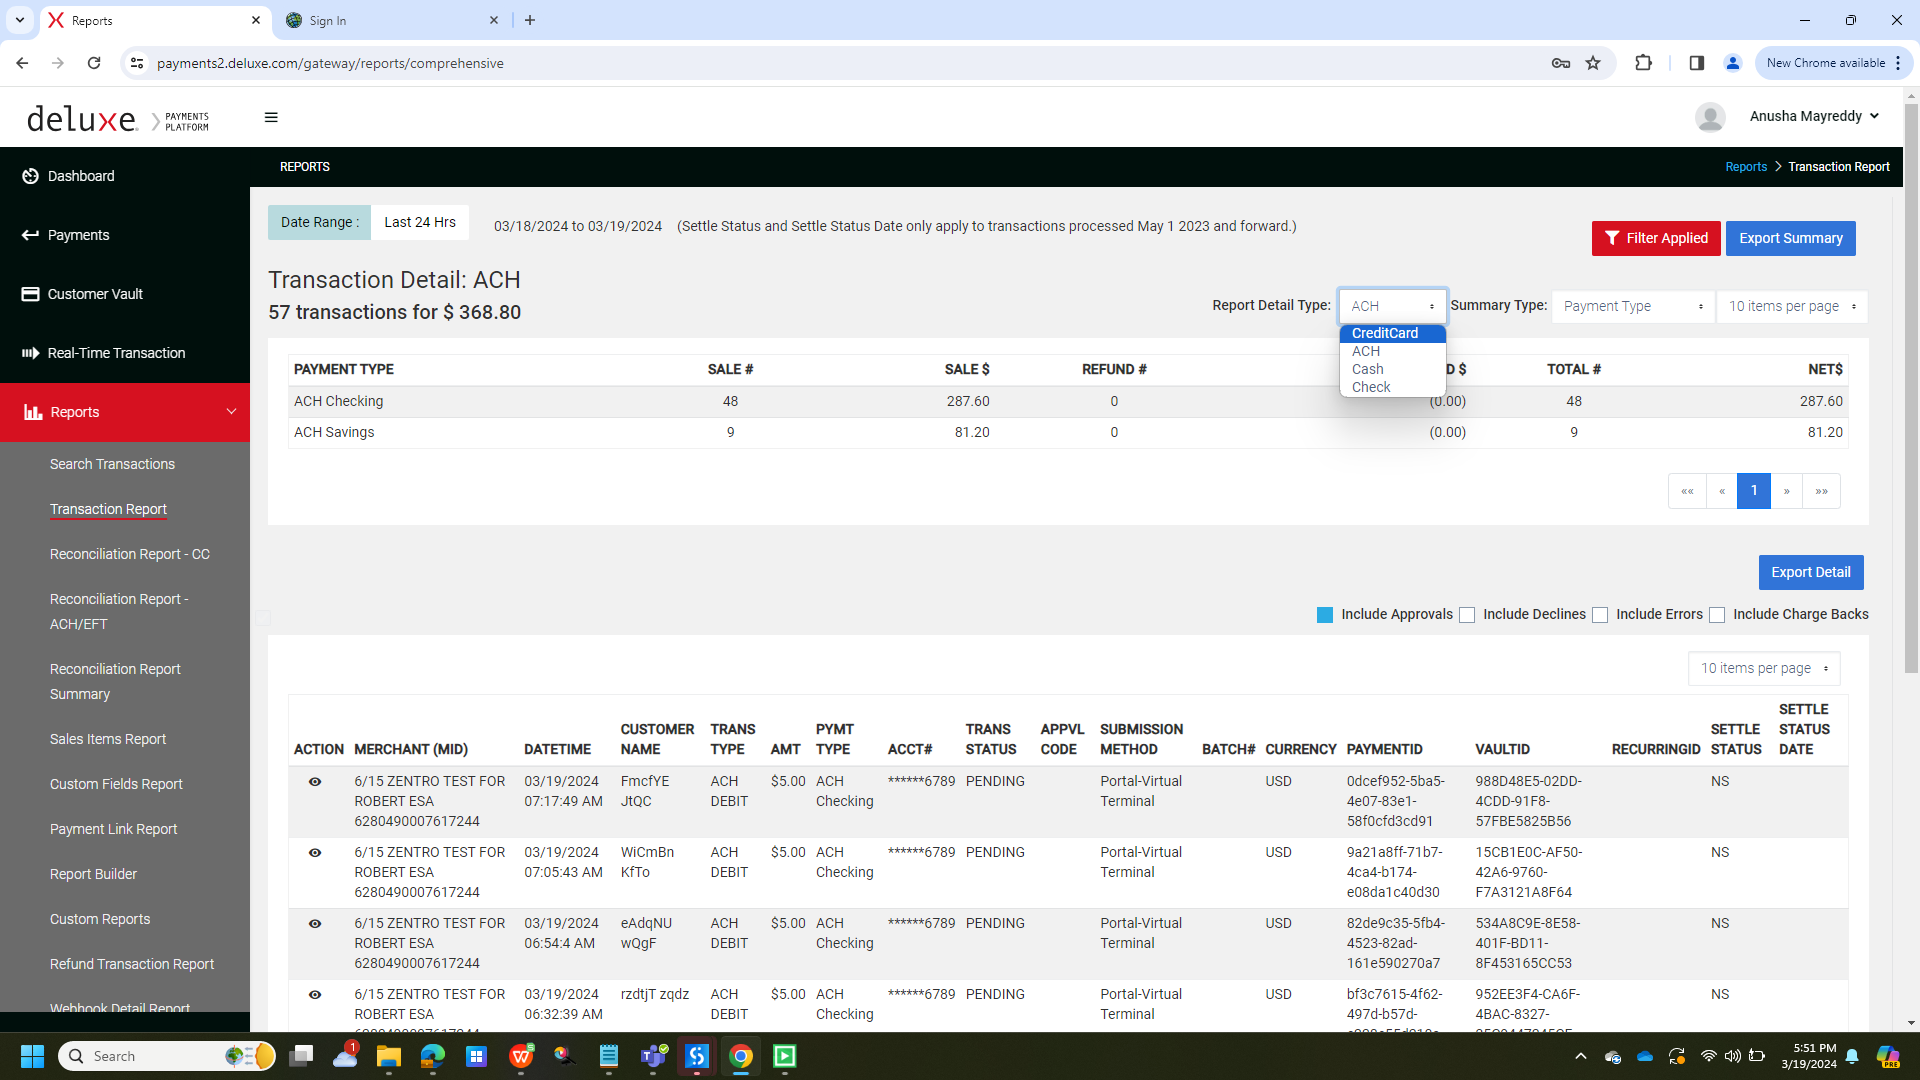 Reports
Sign In
payments2.deluxe.com/gateway/reports/comprehensive
New Chrome available
deluxe. PAYMENTS PLATFORM
Anusha Mayreddy
REPORTS
Reports > Transaction Report
Dashboard
Payments
Customer Vault
Real-Time Transaction
Reports
Search Transactions
Transaction Report
Reconciliation Report - CC
Reconciliation Report -
ACH/EFT
Reconciliation Report
Summary
Sales Items Report
Custom Fields Report
Payment Link Report
Report Builder
Custom Reports
Refund Transaction Report
Webhook Detail Report
Date Range : Last 24 Hrs 03/18/2024 to 03/19/2024 (Settle Status and Settle Status Date only apply to transactions processed May 1 2023 and forward.)
Filter Applied Export Summary
Transaction Detail: ACH
57 transactions for $ 368.80
Report Detail Type: ACH Summary Type: Payment Type 10 items per page
CreditCard
ACH
Cash
Check
PAYMENT TYPE SALE # SALE $ REFUND # D $ TOTAL # NET$
ACH Checking 48 287.60 0 (0.00) 48 287.60
ACH Savings 9 81.20 0 (0.00) 9 81.20
«« « 1 » »»
Export Detail
Include Approvals Include Declines Include Errors Include Charge Backs
10 items per page
ACTION MERCHANT (MID) DATETIME CUSTOMER NAME TRANS TYPE AMT PYMT TYPE ACCT# TRANS STATUS APPVL CODE SUBMISSION METHOD BATCH# CURRENCY PAYMENTID VAULTID RECURRINGID SETTLE STATUS SETTLE STATUS DATE
6/15 ZENTRO TEST FOR 03/19/2024 FmcfYE ACH $5.00 ACH ******6789 PENDING Portal-Virtual USD 0dcef952-5ba5- 988D48E5-02DD- NS
ROBERT ESA 07:17:49 AM JtQC DEBIT Checking Terminal 4e07-83e1- 4CDD-91F8-
6280490007617244 58f0cfd3cd91 57FBE5825B56
6/15 ZENTRO TEST FOR 03/19/2024 WiCmBn ACH $5.00 ACH ******6789 PENDING Portal-Virtual USD 9a21a8ff-71b7- 15CB1E0C-AF50- NS
ROBERT ESA 07:05:43 AM KfTo DEBIT Checking Terminal 4ca4-b174- 42A6-9760-
6280490007617244 e08da1c40d30 F7A3121A8F64
6/15 ZENTRO TEST FOR 03/19/2024 eAdqNU ACH $5.00 ACH ******6789 PENDING Portal-Virtual USD 82de9c35-5fb4- 534A8C9E-8E58- NS
ROBERT ESA 06:54:4 AM wQgF DEBIT Checking Terminal 4523-82ad- 401F-BD11-
6280490007617244 161e590270a7 8F453165CC53
6/15 ZENTRO TEST FOR 03/19/2024 rzdtjT zqdz ACH $5.00 ACH ******6789 PENDING Portal-Virtual USD bf3c7615-4f62- 952EE3F4-CA6F- NS
ROBERT ESA 06:32:39 AM DEBIT Checking Terminal 497d-b57d- 4BAC-8327-
Search
1
5:51 PM
3/19/2024